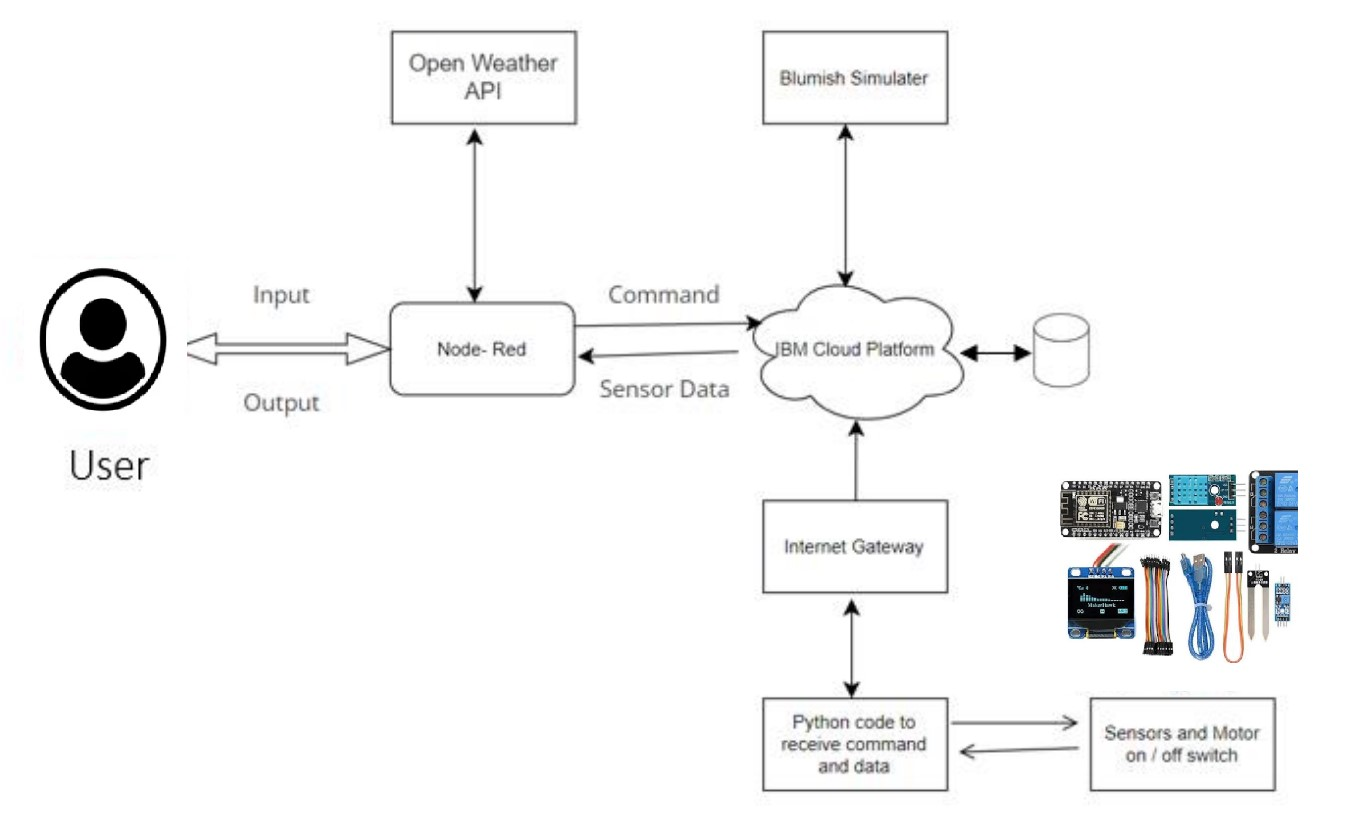 Open Weather
API
Blumish Simulater
Input
Command
Node- Red
IBM Cloud Platform
Output
Sensor Data
User
Internet Gateway
MakerHawk
Python code to
receive command
and data
Sensors and Motor
on / off switch